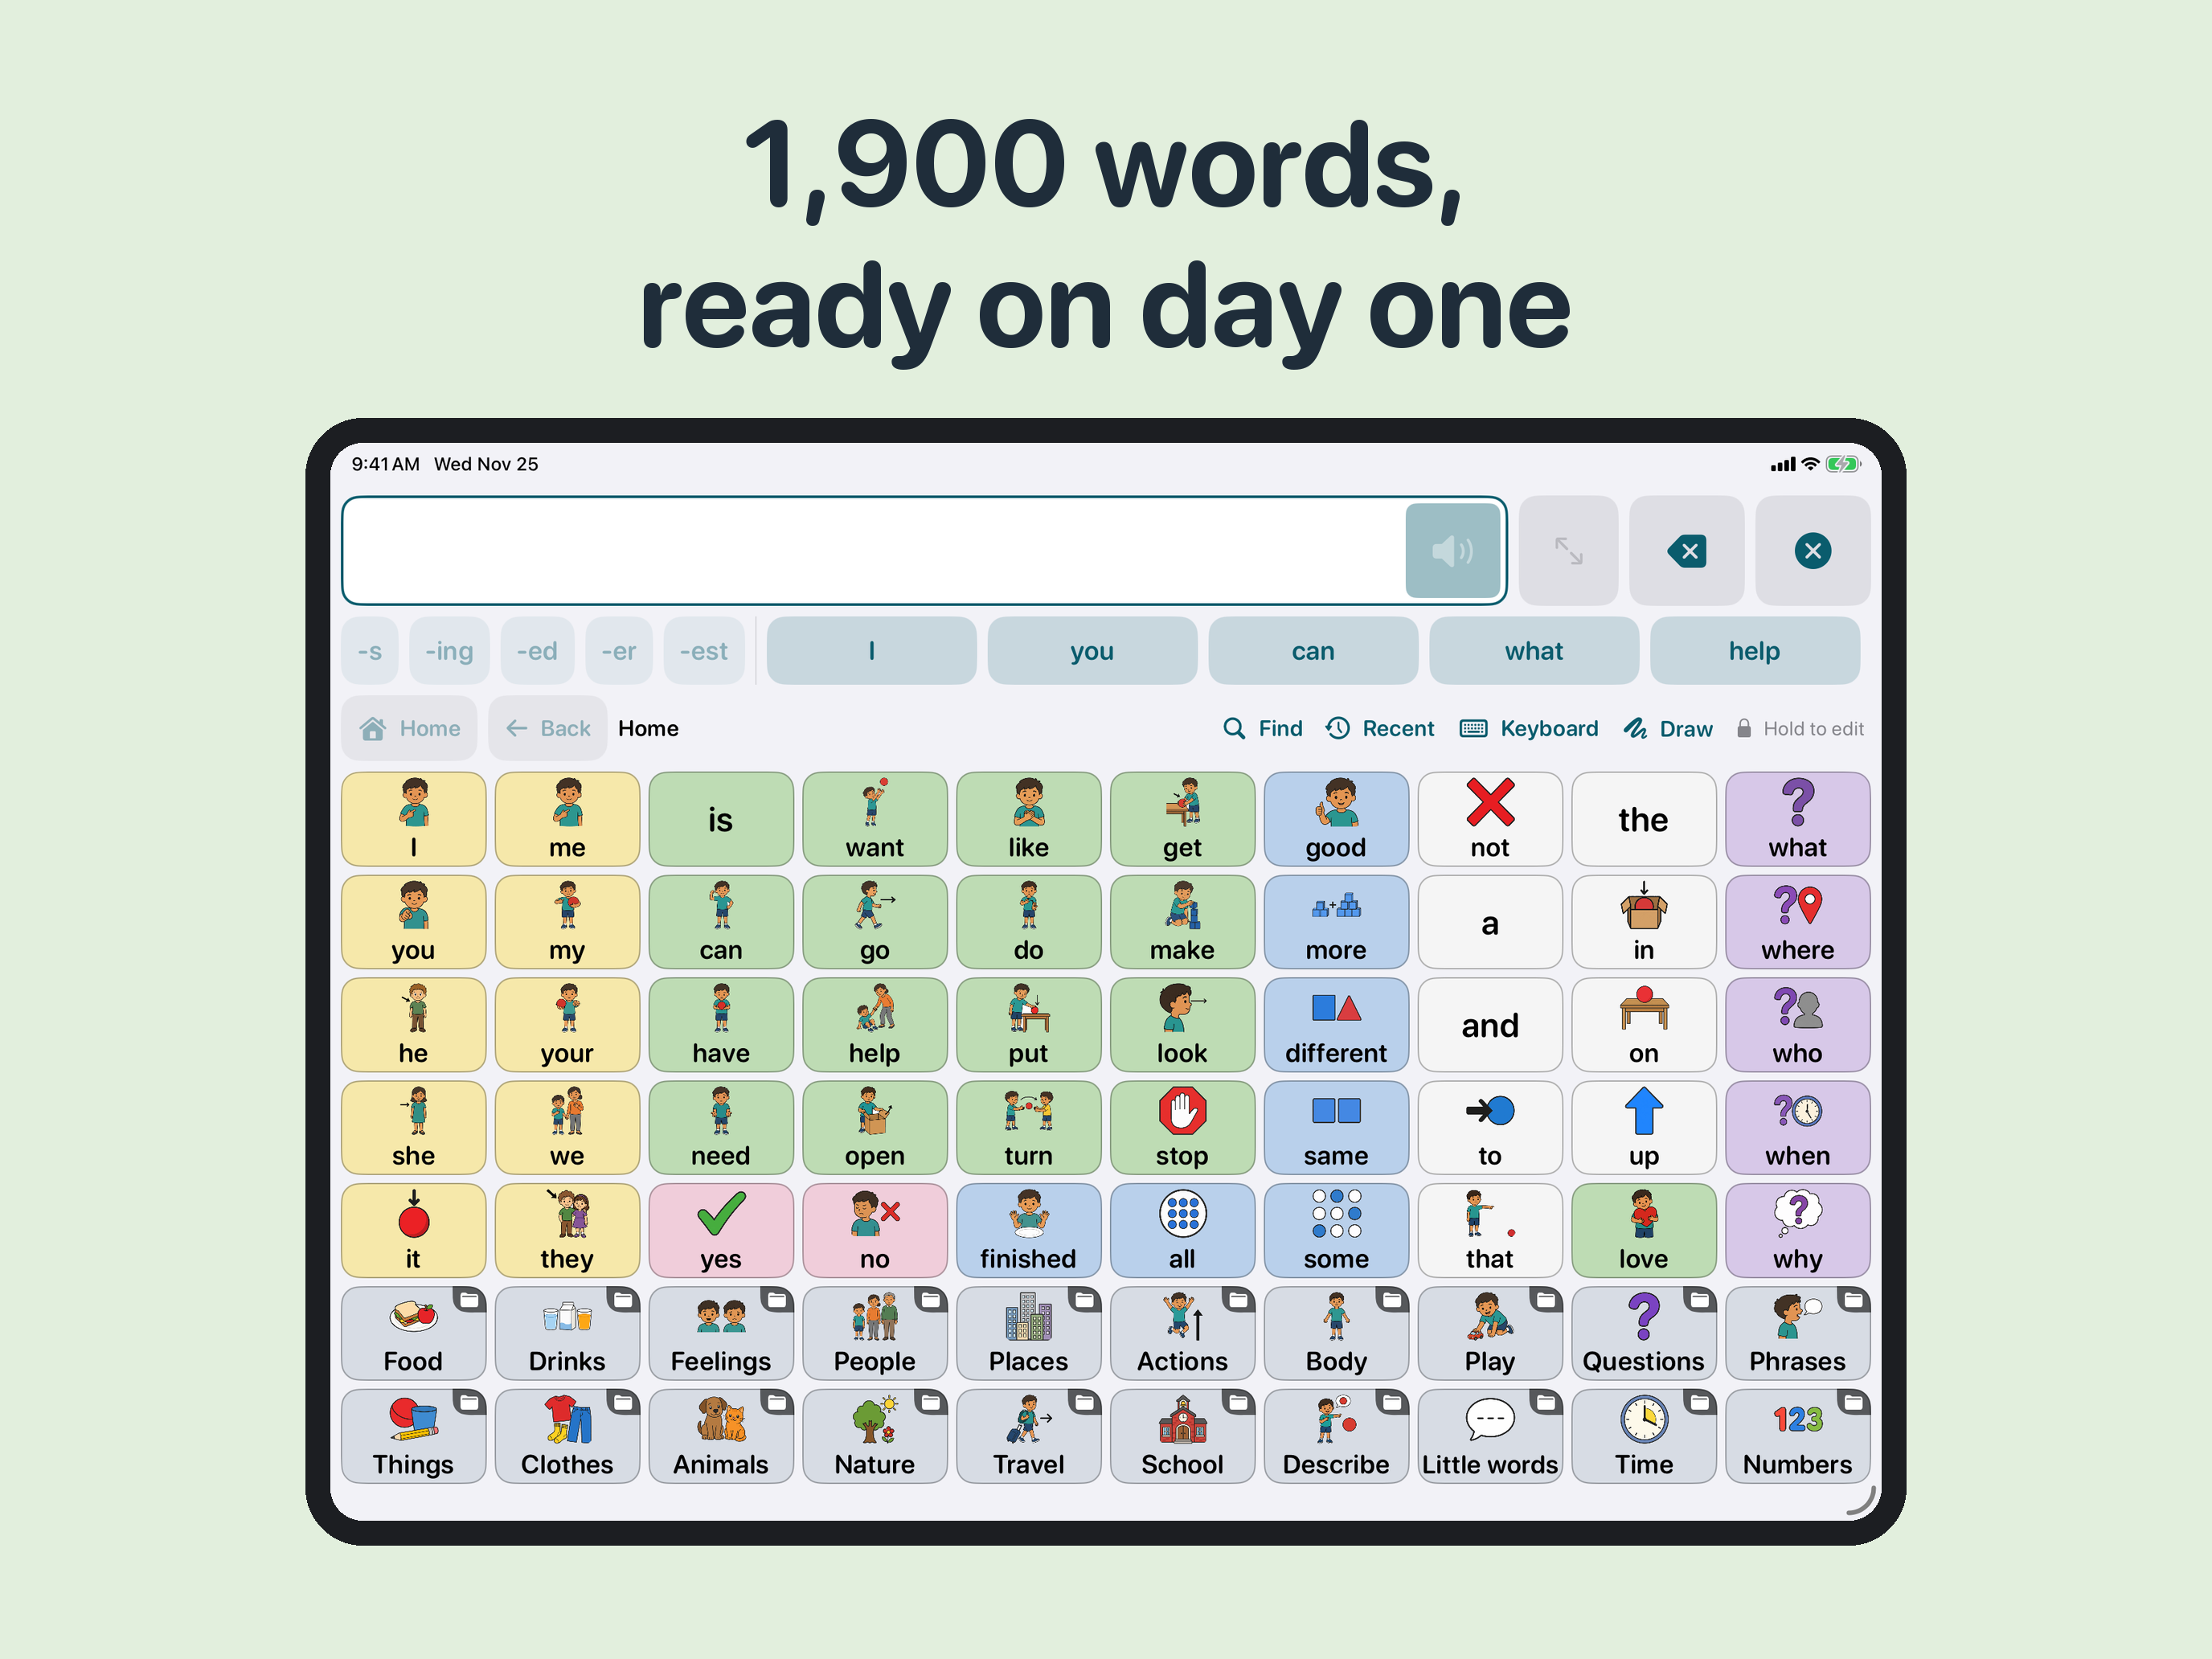 1,900 words,
ready on day one
9:41 AM Wed Nov 25
-s -ing -ed -er -est I you can what help
Home Back Home Find Recent Keyboard Draw Hold to edit
I me is want like get good not the what
you my can go do make more a in where
he your have help put look different and on who
she we need open turn stop same to up when
it they yes no finished all some that love why
Food Drinks Feelings People Places Actions Body Play Questions Phrases
Things Clothes Animals Nature Travel School Describe Little words Time Numbers